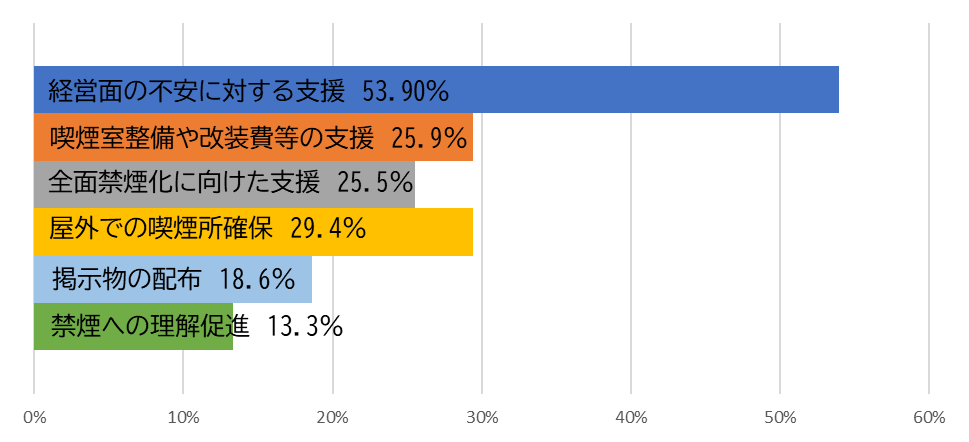 経営面の不安に対する支援 53.90%
喫煙室整備や改装費等の支援 25.9%
全面禁煙化に向けた支援 25.5%
屋外での喫煙所確保 29.4%
掲示物の配布 18.6%
禁煙への理解促進 13.3%
0% 10% 20% 30% 40% 50% 60%